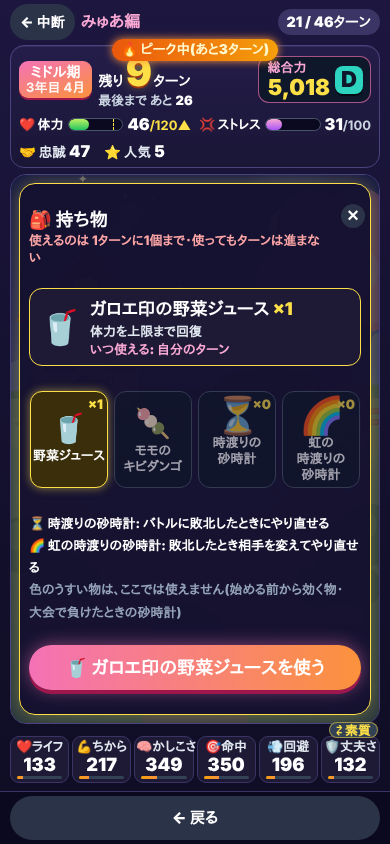 ← 中断
みゅあ編
21 / 46ターン
ピーク中(あと3ターン)
ミドル期
3年目 4月
残り9ターン
最後まで あと 26
総合力
5,018 D
体力 46/120▲
ストレス 31/100
忠誠 47
人気 5
持ち物
✕
使えるのは 1ターンに1個まで・使ってもターンは進まな
い
ガロエ印の野菜ジュース ×1
体力を上限まで回復
いつ使える: 自分のターン
×1
野菜ジュース
モモの
キビダンゴ
×0
時渡りの
砂時計
×0
虹の
時渡りの
砂時計
時渡りの砂時計: バトルに敗北したときにやり直せる
虹の時渡りの砂時計: 敗北したとき相手を変えてやり直せ
る
色のうすい物は、ここでは使えません(始める前から効く物・
大会で負けたときの砂時計)
ガロエ印の野菜ジュースを使う
素質
ライフ
133
ちから
217
かしこさ
349
命中
350
回避
196
丈夫さ
132
← 戻る